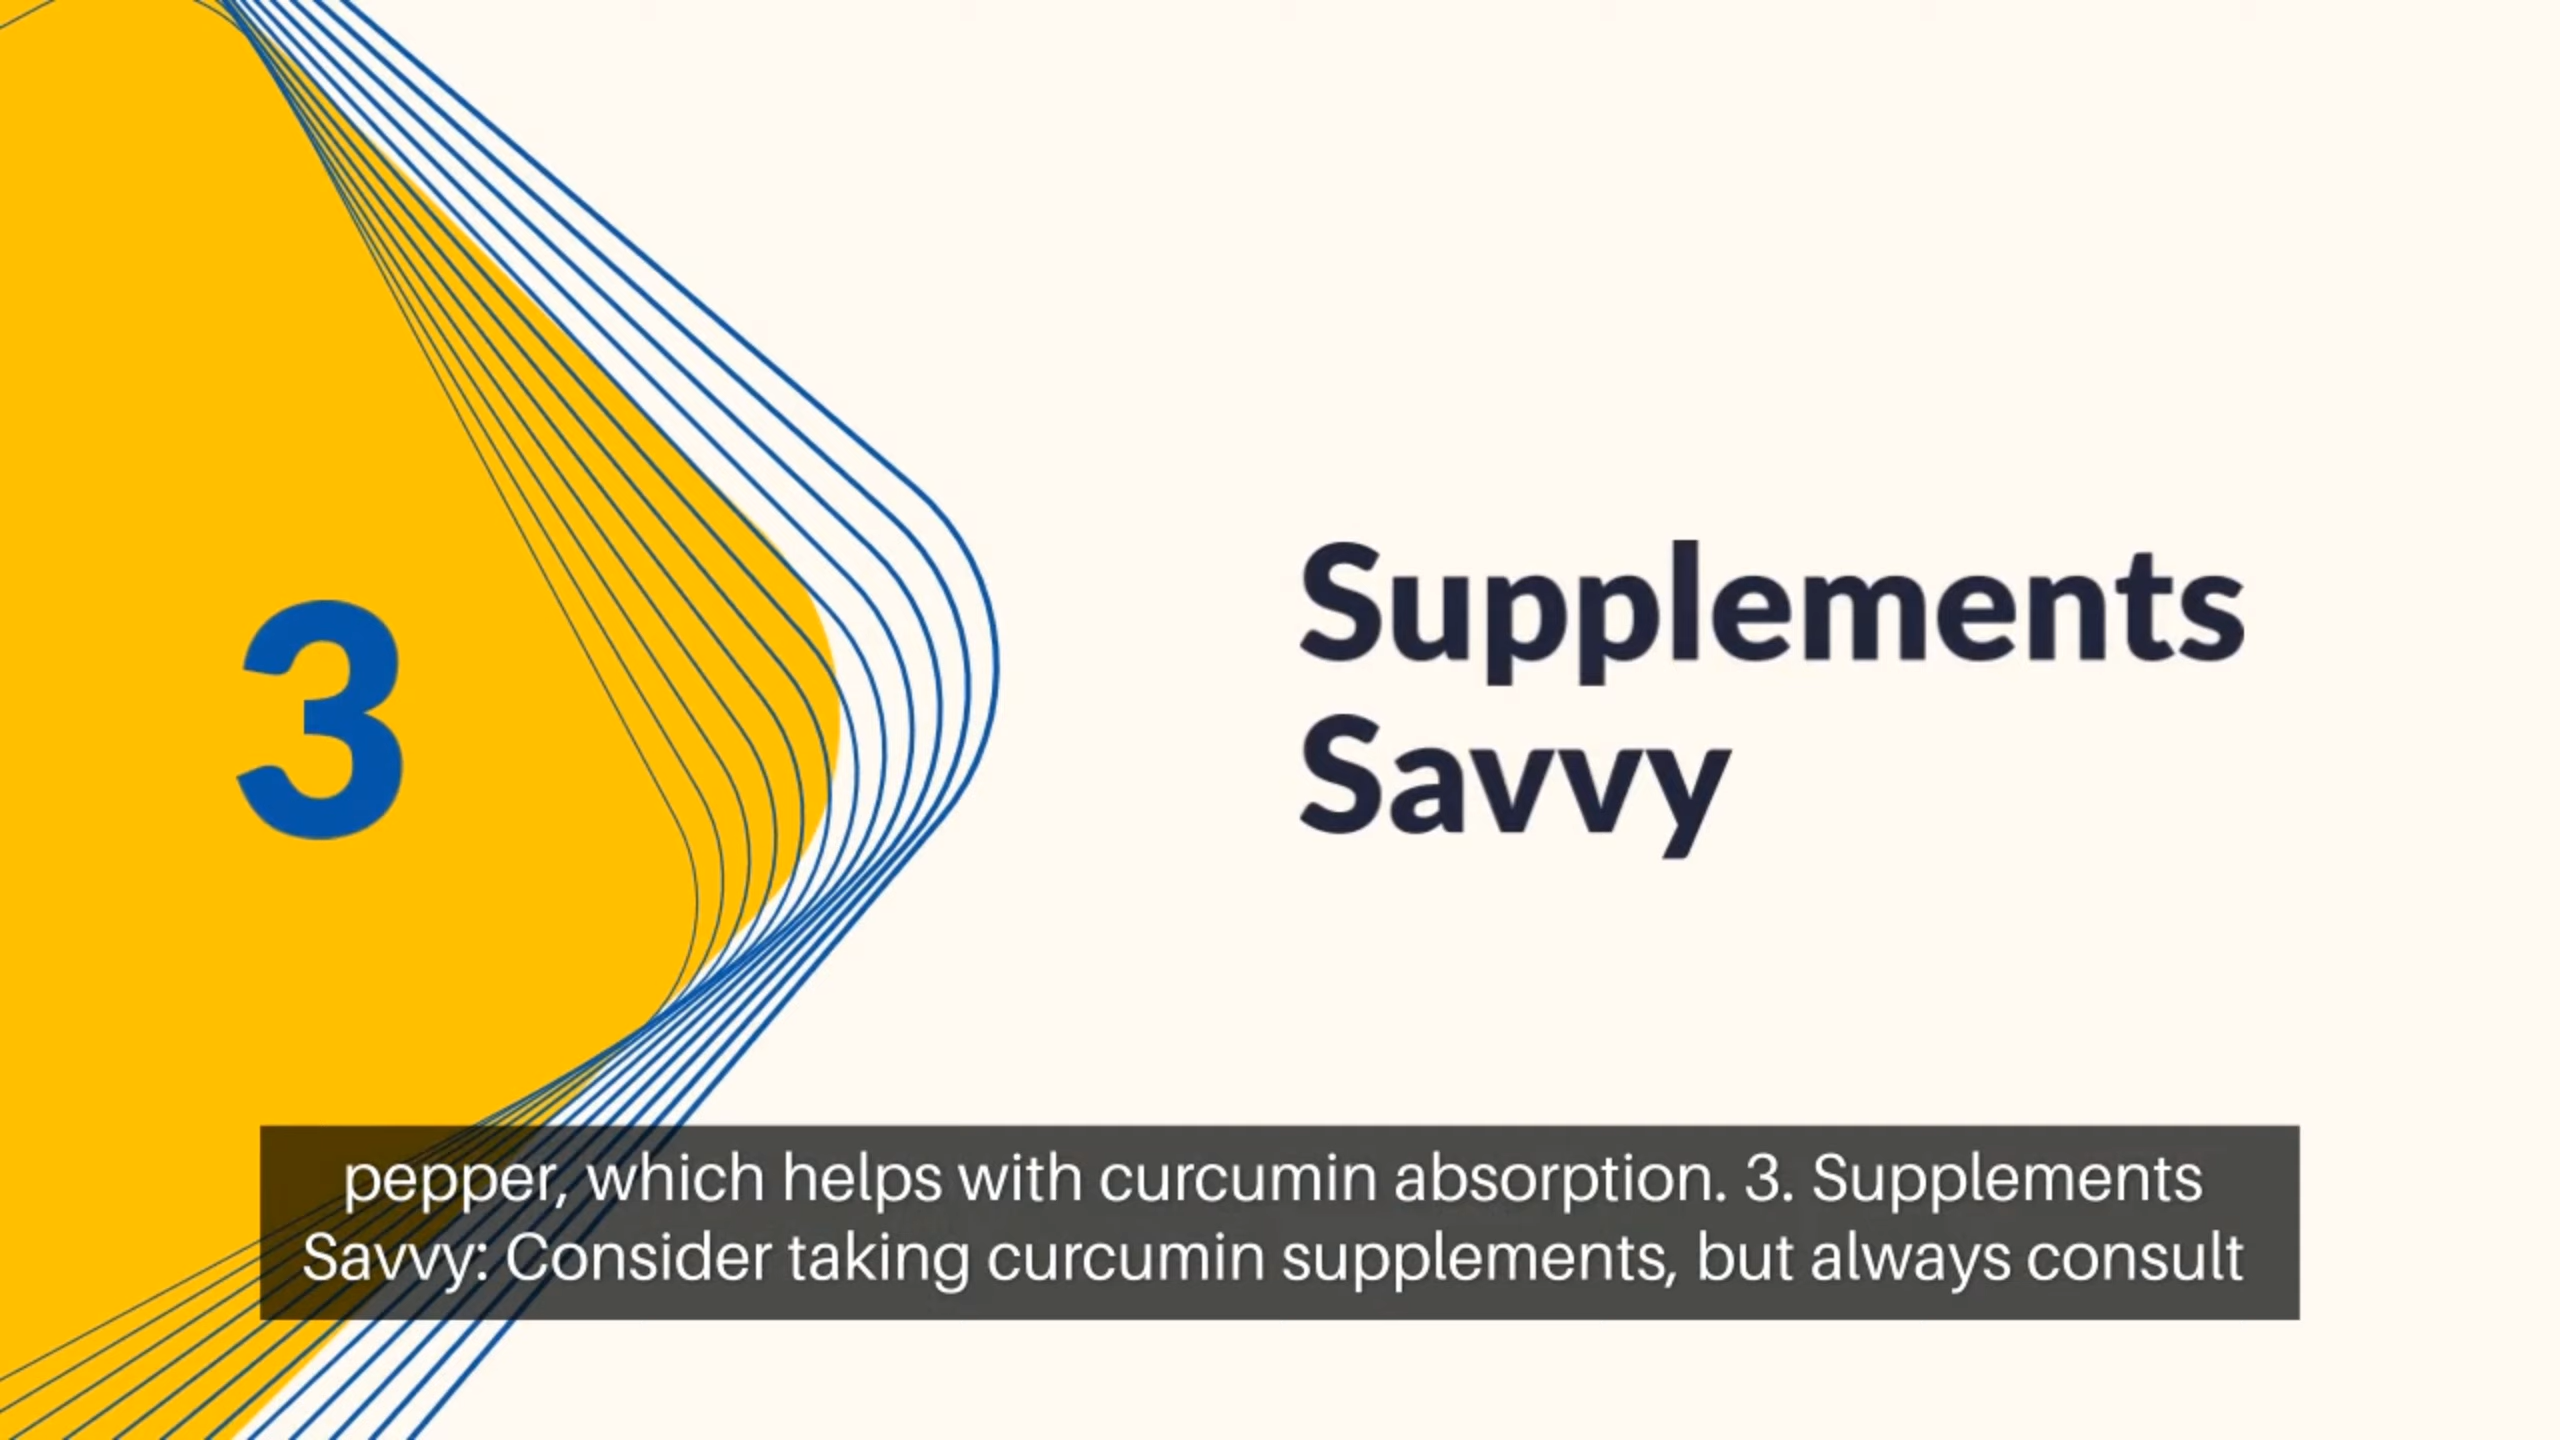 3
Supplements
Savvy
pepper, which helps with curcumin absorption. 3. Supplements
Savvy: Consider taking curcumin supplements, but always consult